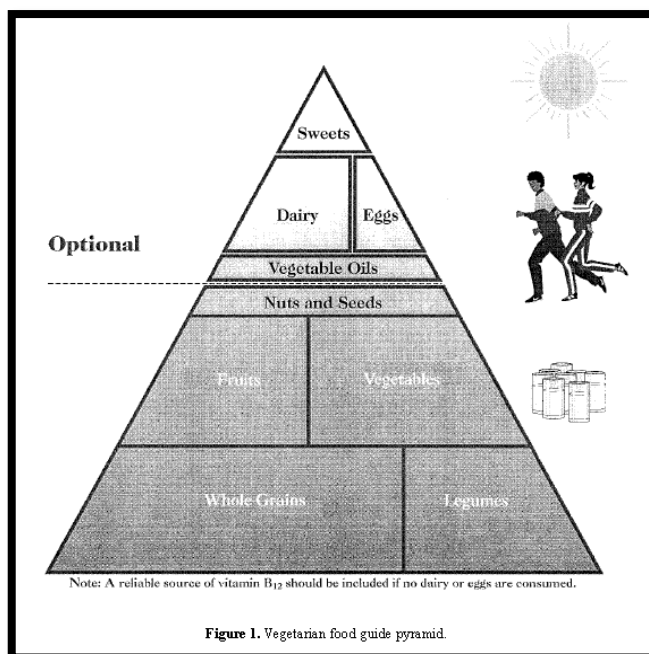 Sweets
Dairy Eggs
Optional
Vegetable Oils
Nuts and Seeds
Fruits Vegetables
Whole Grains Legumes
Note: A reliable source of vitamin B₁₂ should be included if no dairy or eggs are consumed.
Figure 1. Vegetarian food guide pyramid.